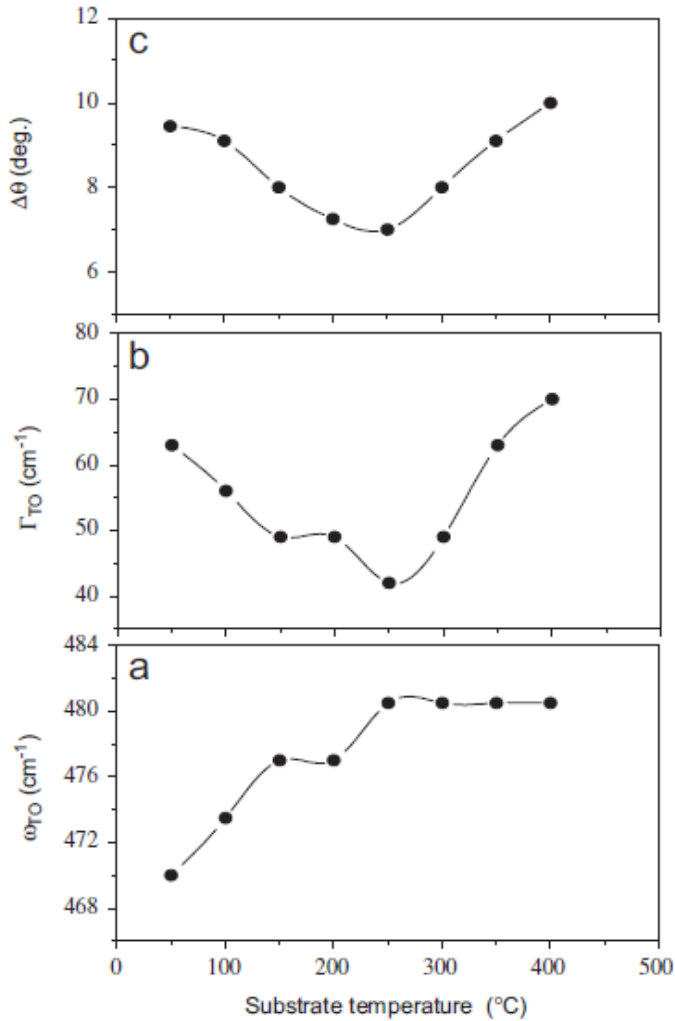 c
12
10
8
6
Δθ (deg.)
b
80
70
60
50
40
ΓTO (cm-1)
a
484
480
476
472
468
ωTO (cm-1)
0 100 200 300 400 500
Substrate temperature (°C)